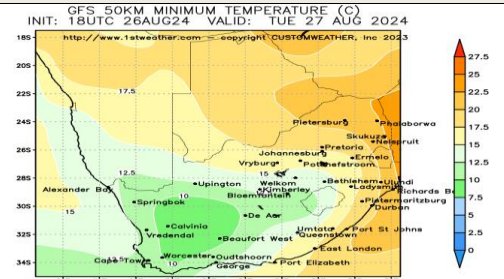 GFS 50KM MINIMUM TEMPERATURE (C)
INIT: 18UTC 26AUG24 VALID: TUE 27 AUG 2024
http://www.1stweather.com — copyright CUSTOMWEATHER, Inc 2023
18S
20S
22S
24S
26S
28S
30S
32S
34S
17.5
17.5
Pietersburg
Phalaborwa
Skukuza
Nelspruit
Pretoria
Johannesburg
Ermelo
Vryburg
Potchefstroom
15
Welkom
Bethlehem
Ulundi
Ladysmith
Richards B
Upington
Kimberley
Alexander Bay
12.5
10
Bloemfontein
Pietermaritzburg
Durban
Springbok
15
De Aar
Calvinia
Vredendal
Umtata
Port St Johns
Queenstown
Beaufort West
East London
Cape Town
Worcester
Oudtshoorn
George
Port Elizabeth
12.5
10
27.5
25
22.5
20
17.5
15
12.5
10
7.5
5
2.5
0